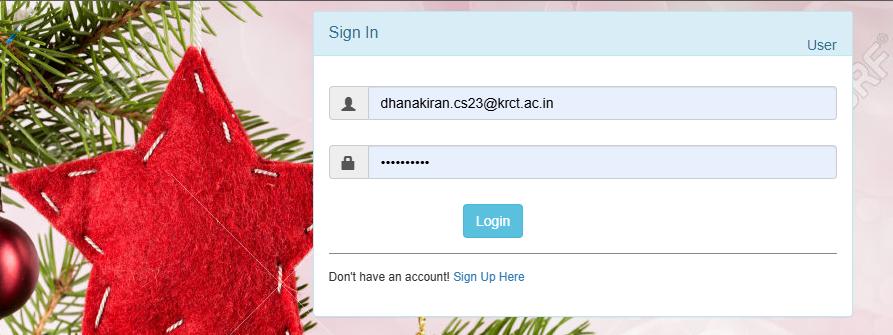 Sign In
User
dhanakiran.cs23@krct.ac.in
••••••••••
Login
Don't have an account! Sign Up Here